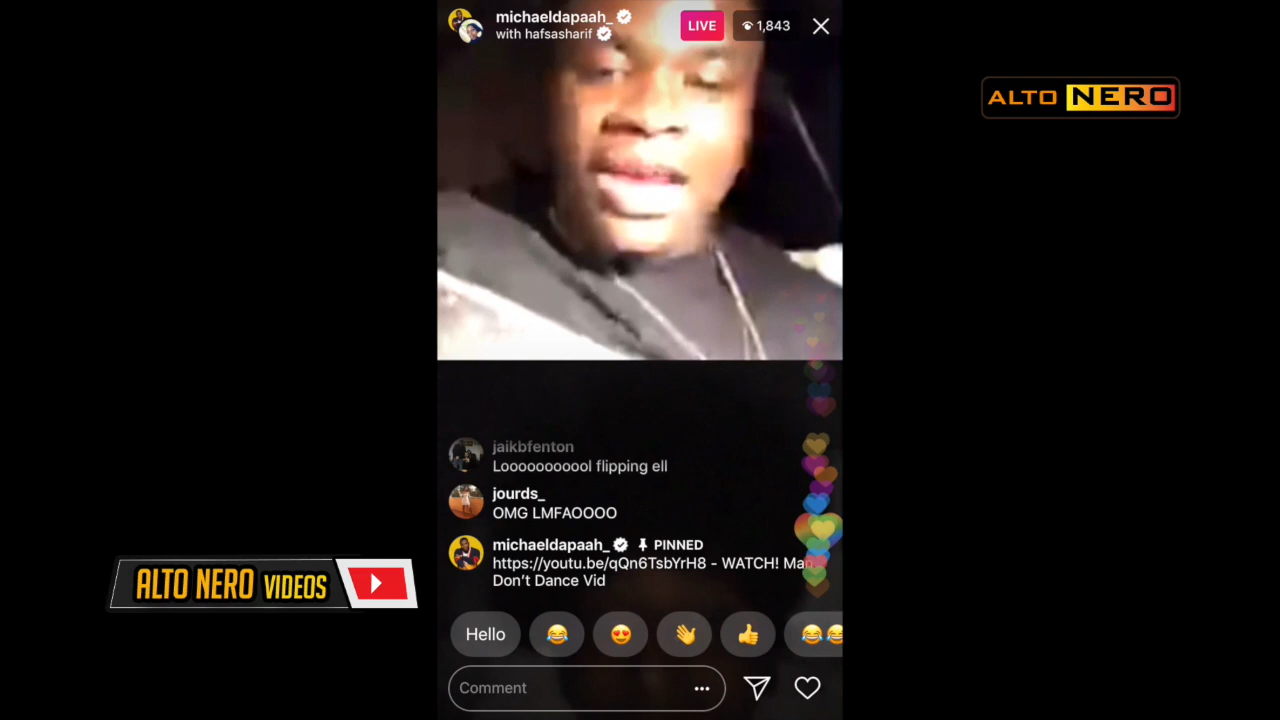 michaeldapaah_
with hafsasharif
LIVE
1,843
ALTO NERO
jaikbfenton
Looooooooool flipping ell
jourds_
OMG LMFAOOOO
michaeldapaah_ PINNED
https://youtu.be/qQn6TsbYrH8 - WATCH! Mad
Don't Dance Vid
ALTO NERO VIDEOS
Hello
Comment